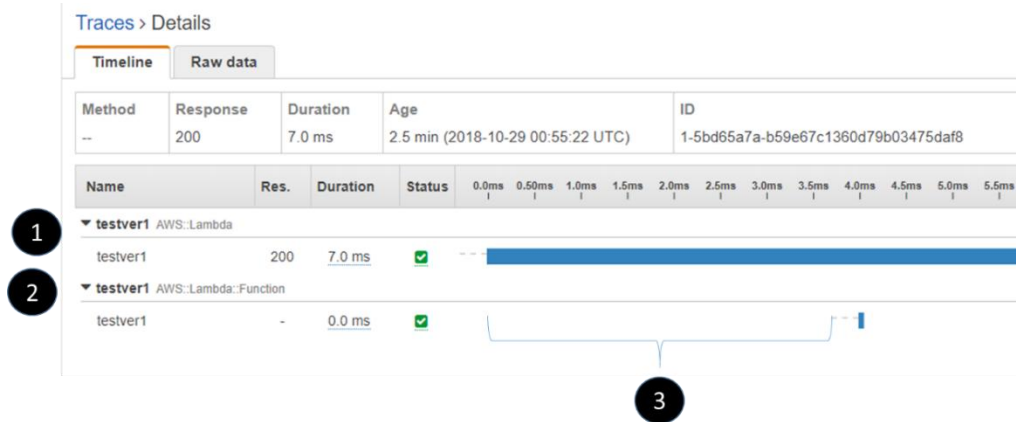 Traces > Details
Timeline Raw data
Method Response Duration Age ID
-- 200 7.0 ms 2.5 min (2018-10-29 00:55:22 UTC) 1-5bd65a7a-b59e67c1360d79b03475daf8
Name Res. Duration Status 0.0ms 0.50ms 1.0ms 1.5ms 2.0ms 2.5ms 3.0ms 3.5ms 4.0ms 4.5ms 5.0ms 5.5ms
1 testver1 AWS::Lambda
testver1 200 7.0 ms
2 testver1 AWS::Lambda::Function
testver1 - 0.0 ms
3